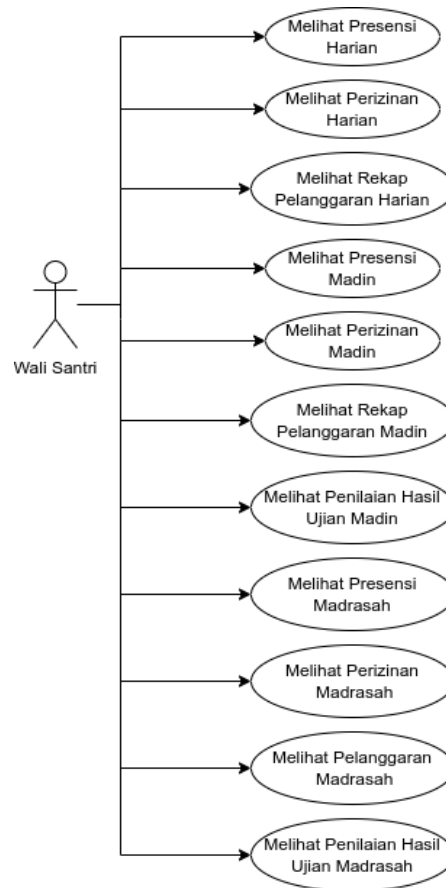 Melihat Presensi
Harian
Melihat Perizinan
Harian
Melihat Rekap
Pelanggaran Harian
Melihat Presensi
Madin
Wali Santri
Melihat Perizinan
Madin
Melihat Rekap
Pelanggaran Madin
Melihat Penilaian Hasil
Ujian Madin
Melihat Presensi
Madrasah
Melihat Perizinan
Madrasah
Melihat Pelanggaran
Madrasah
Melihat Penilaian Hasil
Ujian Madrasah